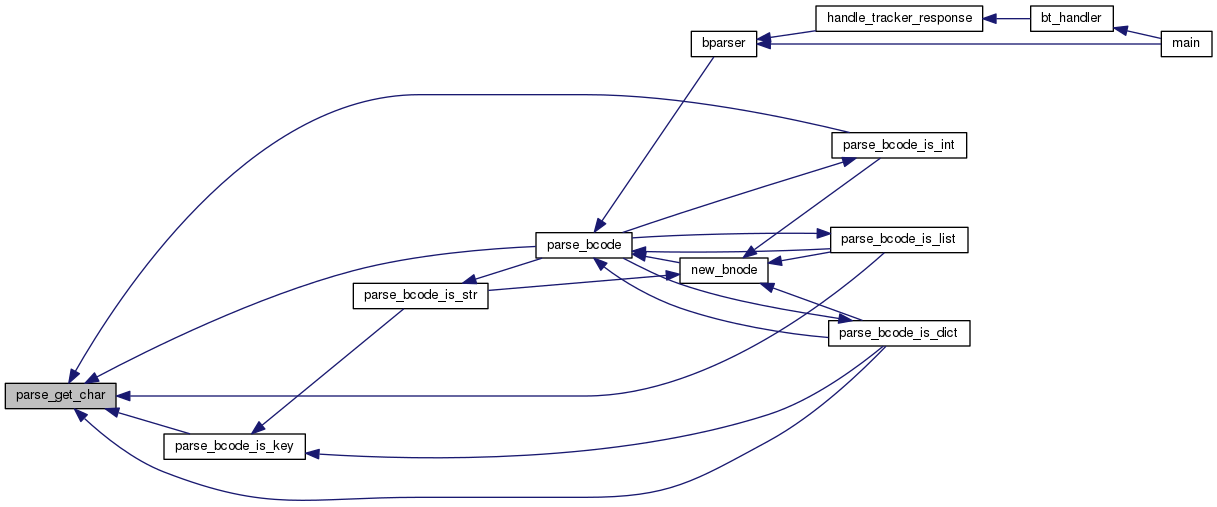 handle_tracker_response
bt_handler
bparser
main
parse_bcode_is_int
parse_bcode
parse_bcode_is_list
new_bnode
parse_bcode_is_str
parse_bcode_is_dict
parse_get_char
parse_bcode_is_key